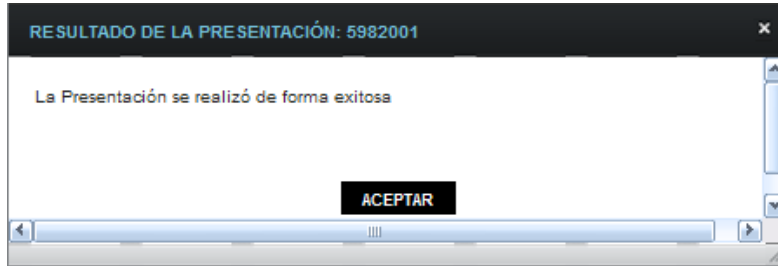 RESULTADO DE LA PRESENTACIÓN: 5982001
La Presentación se realizó de forma exitosa
ACEPTAR